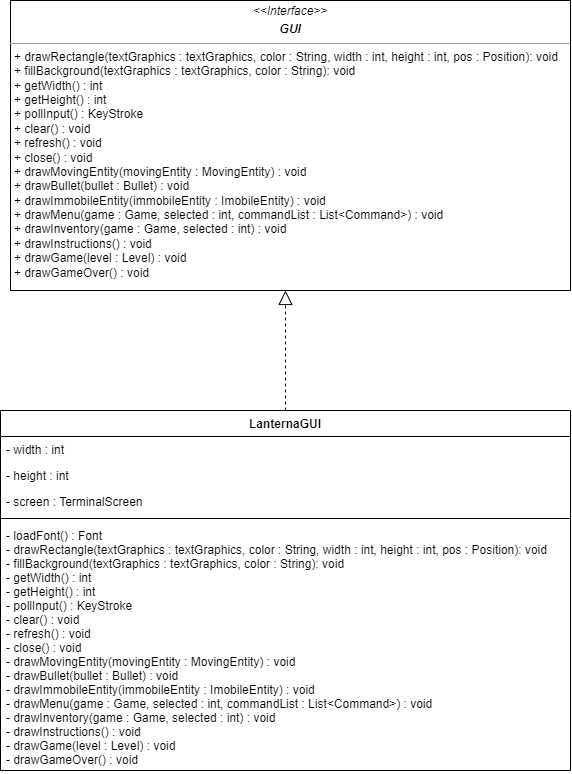 <<Interface>>
GUI
+ drawRectangle(textGraphics : textGraphics, color : String, width : int, height : int, pos : Position): void
+ fillBackground(textGraphics : textGraphics, color : String): void
+ getWidth() : int
+ getHeight() : int
+ pollInput() : KeyStroke
+ clear() : void
+ refresh() : void
+ close() : void
+ drawMovingEntity(movingEntity : MovingEntity) : void
+ drawBullet(bullet : Bullet) : void
+ drawImmobileEntity(immobileEntity : ImobileEntity) : void
+ drawMenu(game : Game, selected : int, commandList : List<Command>) : void
+ drawInventory(game : Game, selected : int) : void
+ drawInstructions() : void
+ drawGame(level : Level) : void
+ drawGameOver() : void
LanternaGUI
- width : int
- height : int
- screen : TerminalScreen
- loadFont() : Font
- drawRectangle(textGraphics : textGraphics, color : String, width : int, height : int, pos : Position): void
- fillBackground(textGraphics : textGraphics, color : String): void
- getWidth() : int
- getHeight() : int
- pollInput() : KeyStroke
- clear() : void
- refresh() : void
- close() : void
- drawMovingEntity(movingEntity : MovingEntity) : void
- drawBullet(bullet : Bullet) : void
- drawImmobileEntity(immobileEntity : ImobileEntity) : void
- drawMenu(game : Game, selected : int, commandList : List<Command>) : void
- drawInventory(game : Game, selected : int) : void
- drawInstructions() : void
- drawGame(level : Level) : void
- drawGameOver() : void